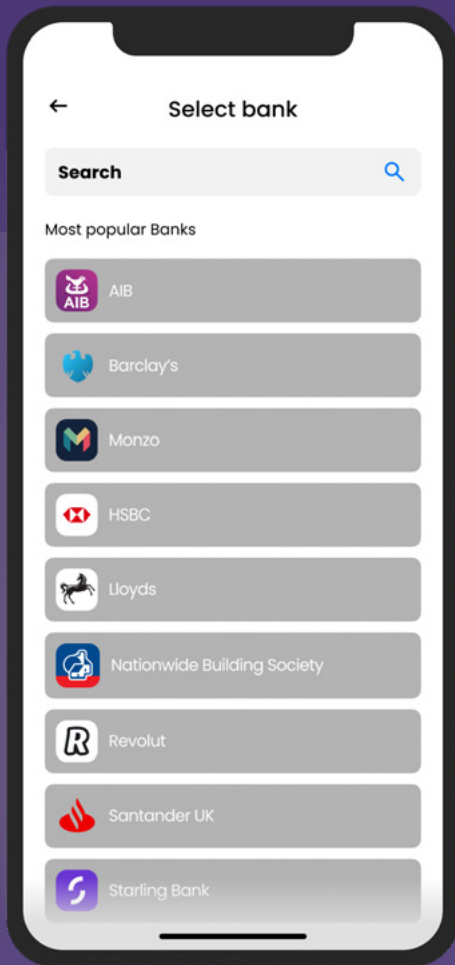 Select bank
Search
Most popular Banks
AIB
AIB
Barclay's
Monzo
HSBC
Lloyds
Nationwide Building Society
R Revolut
Santander UK
Starling Bank